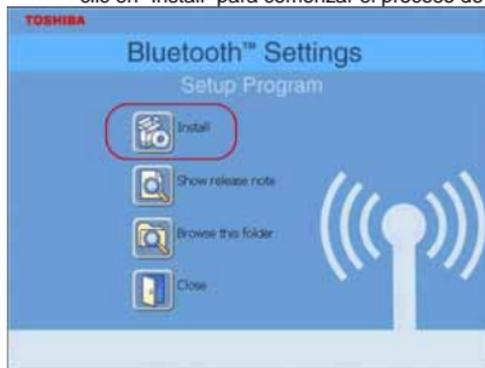 clic en "Install" para comenzar el proceso de
TOSHIBA
Bluetooth™ Settings
Setup Program
Install
Show release note
Browse this folder
Close